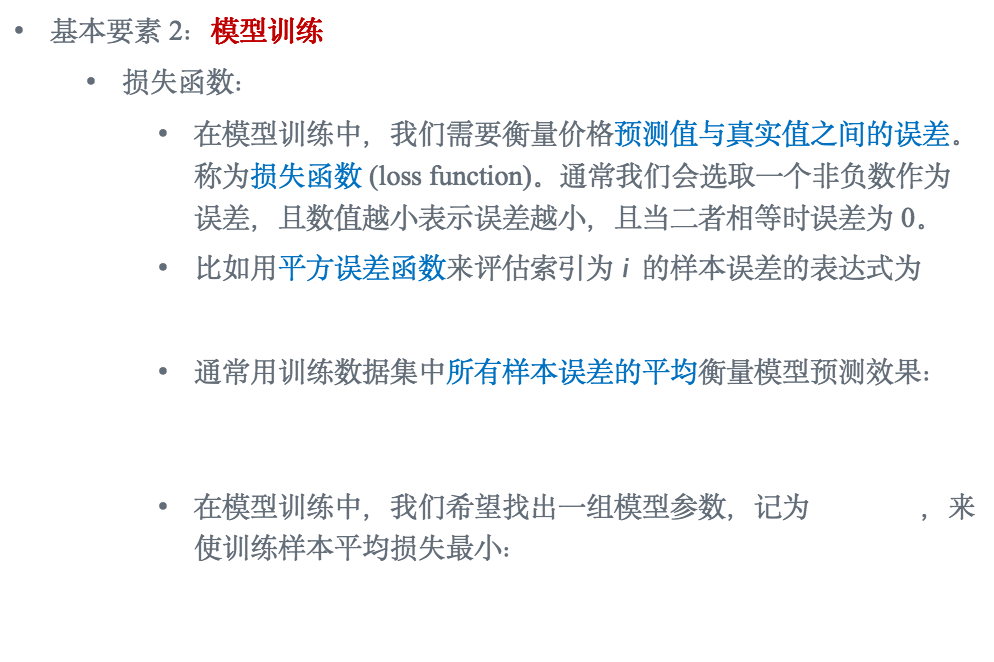 • 基本要素 2：模型训练
• 损失函数：
• 在模型训练中，我们需要衡量价格预测值与真实值之间的误差。
称为损失函数 (loss function)。通常我们会选取一个非负数作为
误差，且数值越小表示误差越小，且当二者相等时误差为 0。
• 比如用平方误差函数来评估索引为 i 的样本误差的表达式为
• 通常用训练数据集中所有样本误差的平均衡量模型预测效果：
• 在模型训练中，我们希望找出一组模型参数，记为 ，来
使训练样本平均损失最小：